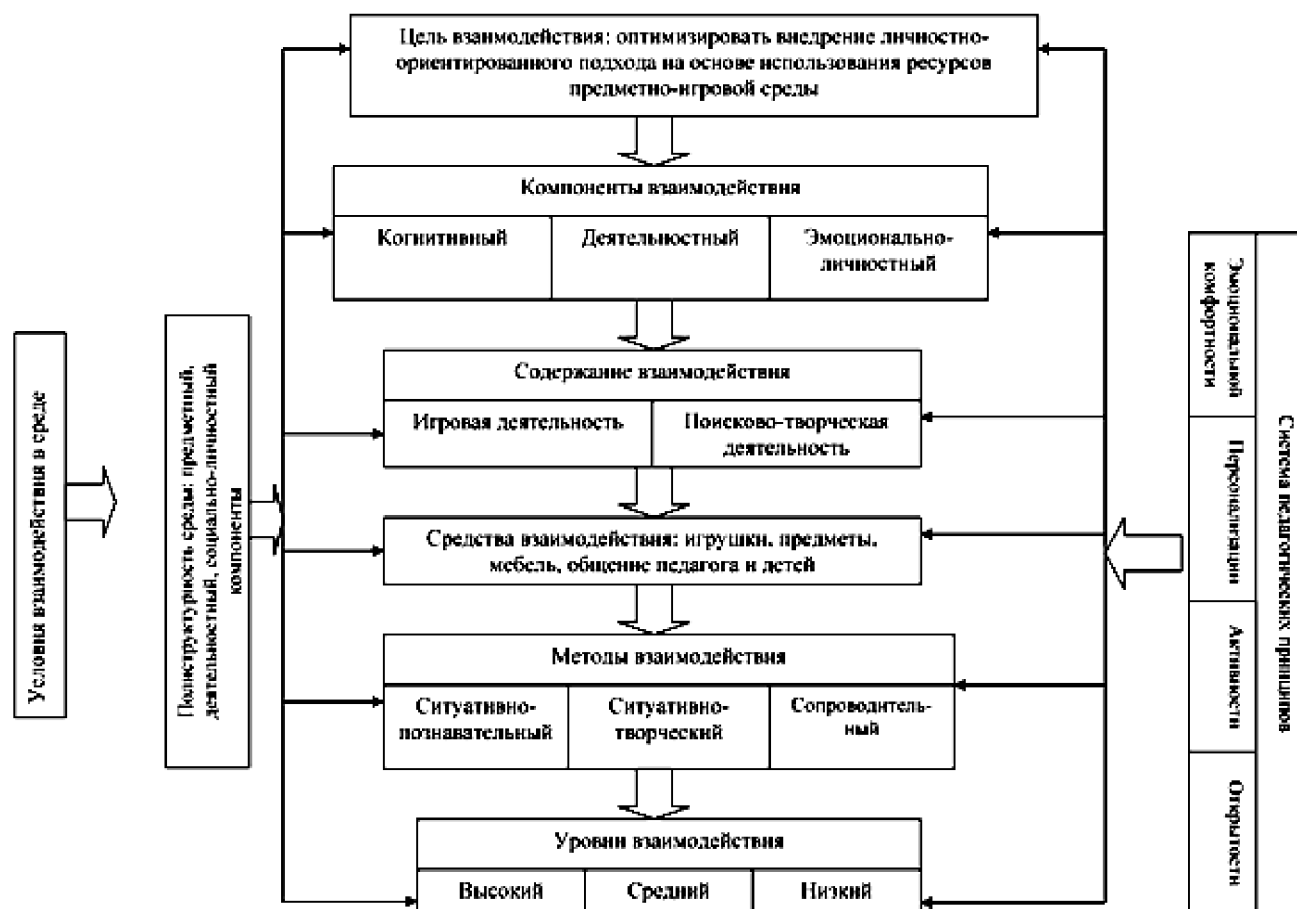 Цель взаимодействия: оптимизировать внедрение личностно-
ориентированного подхода на основе использования ресурсов
предметно-игровой среды
Компоненты взаимодействия
Когнитивный
Деятельностный
Эмоционально-
личностный
Содержание взаимодействия
Игровая деятельность
Поисково-творческая
деятельность
Средства взаимодействия: игрушки, предметы,
мебель, общение педагога и детей
Методы взаимодействия
Ситуативно-
познавательный
Ситуативно-
творческий
Сопроводитель-
ный
Уровни взаимодействия
Высокий
Средний
Низкий
Условия взаимодействия в среде
Полиструктурность среды: предметный,
деятельностный, социально-личностный
компоненты
Эмоциональной
комфортности
Персонализации
Активности
Открытости
Система педагогических принципов